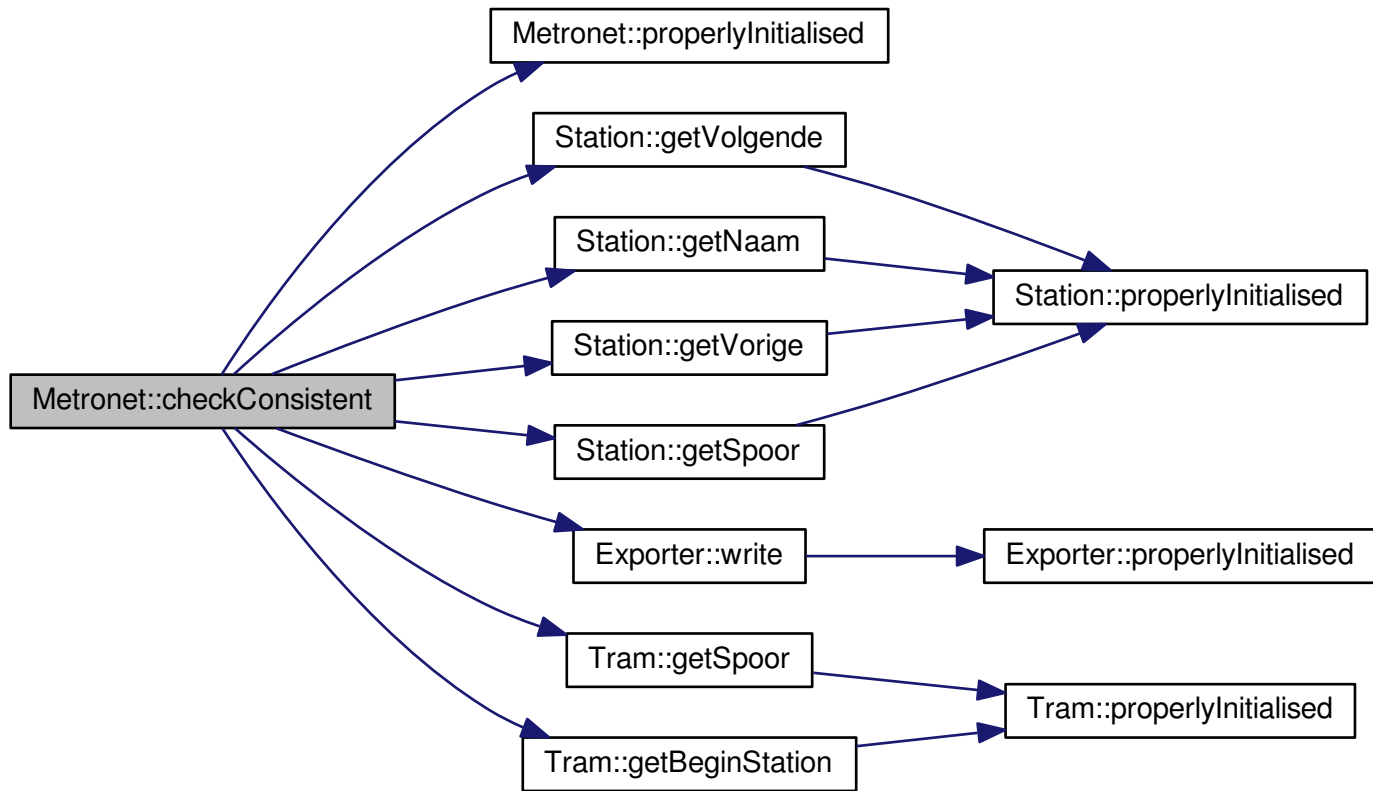 Metronet::properlyInitialised
Station::getVolgende
Station::getNaam
Station::properlyInitialised
Station::getVorige
Metronet::checkConsistent
Station::getSpoor
Exporter::write
Exporter::properlyInitialised
Tram::getSpoor
Tram::properlyInitialised
Tram::getBeginStation